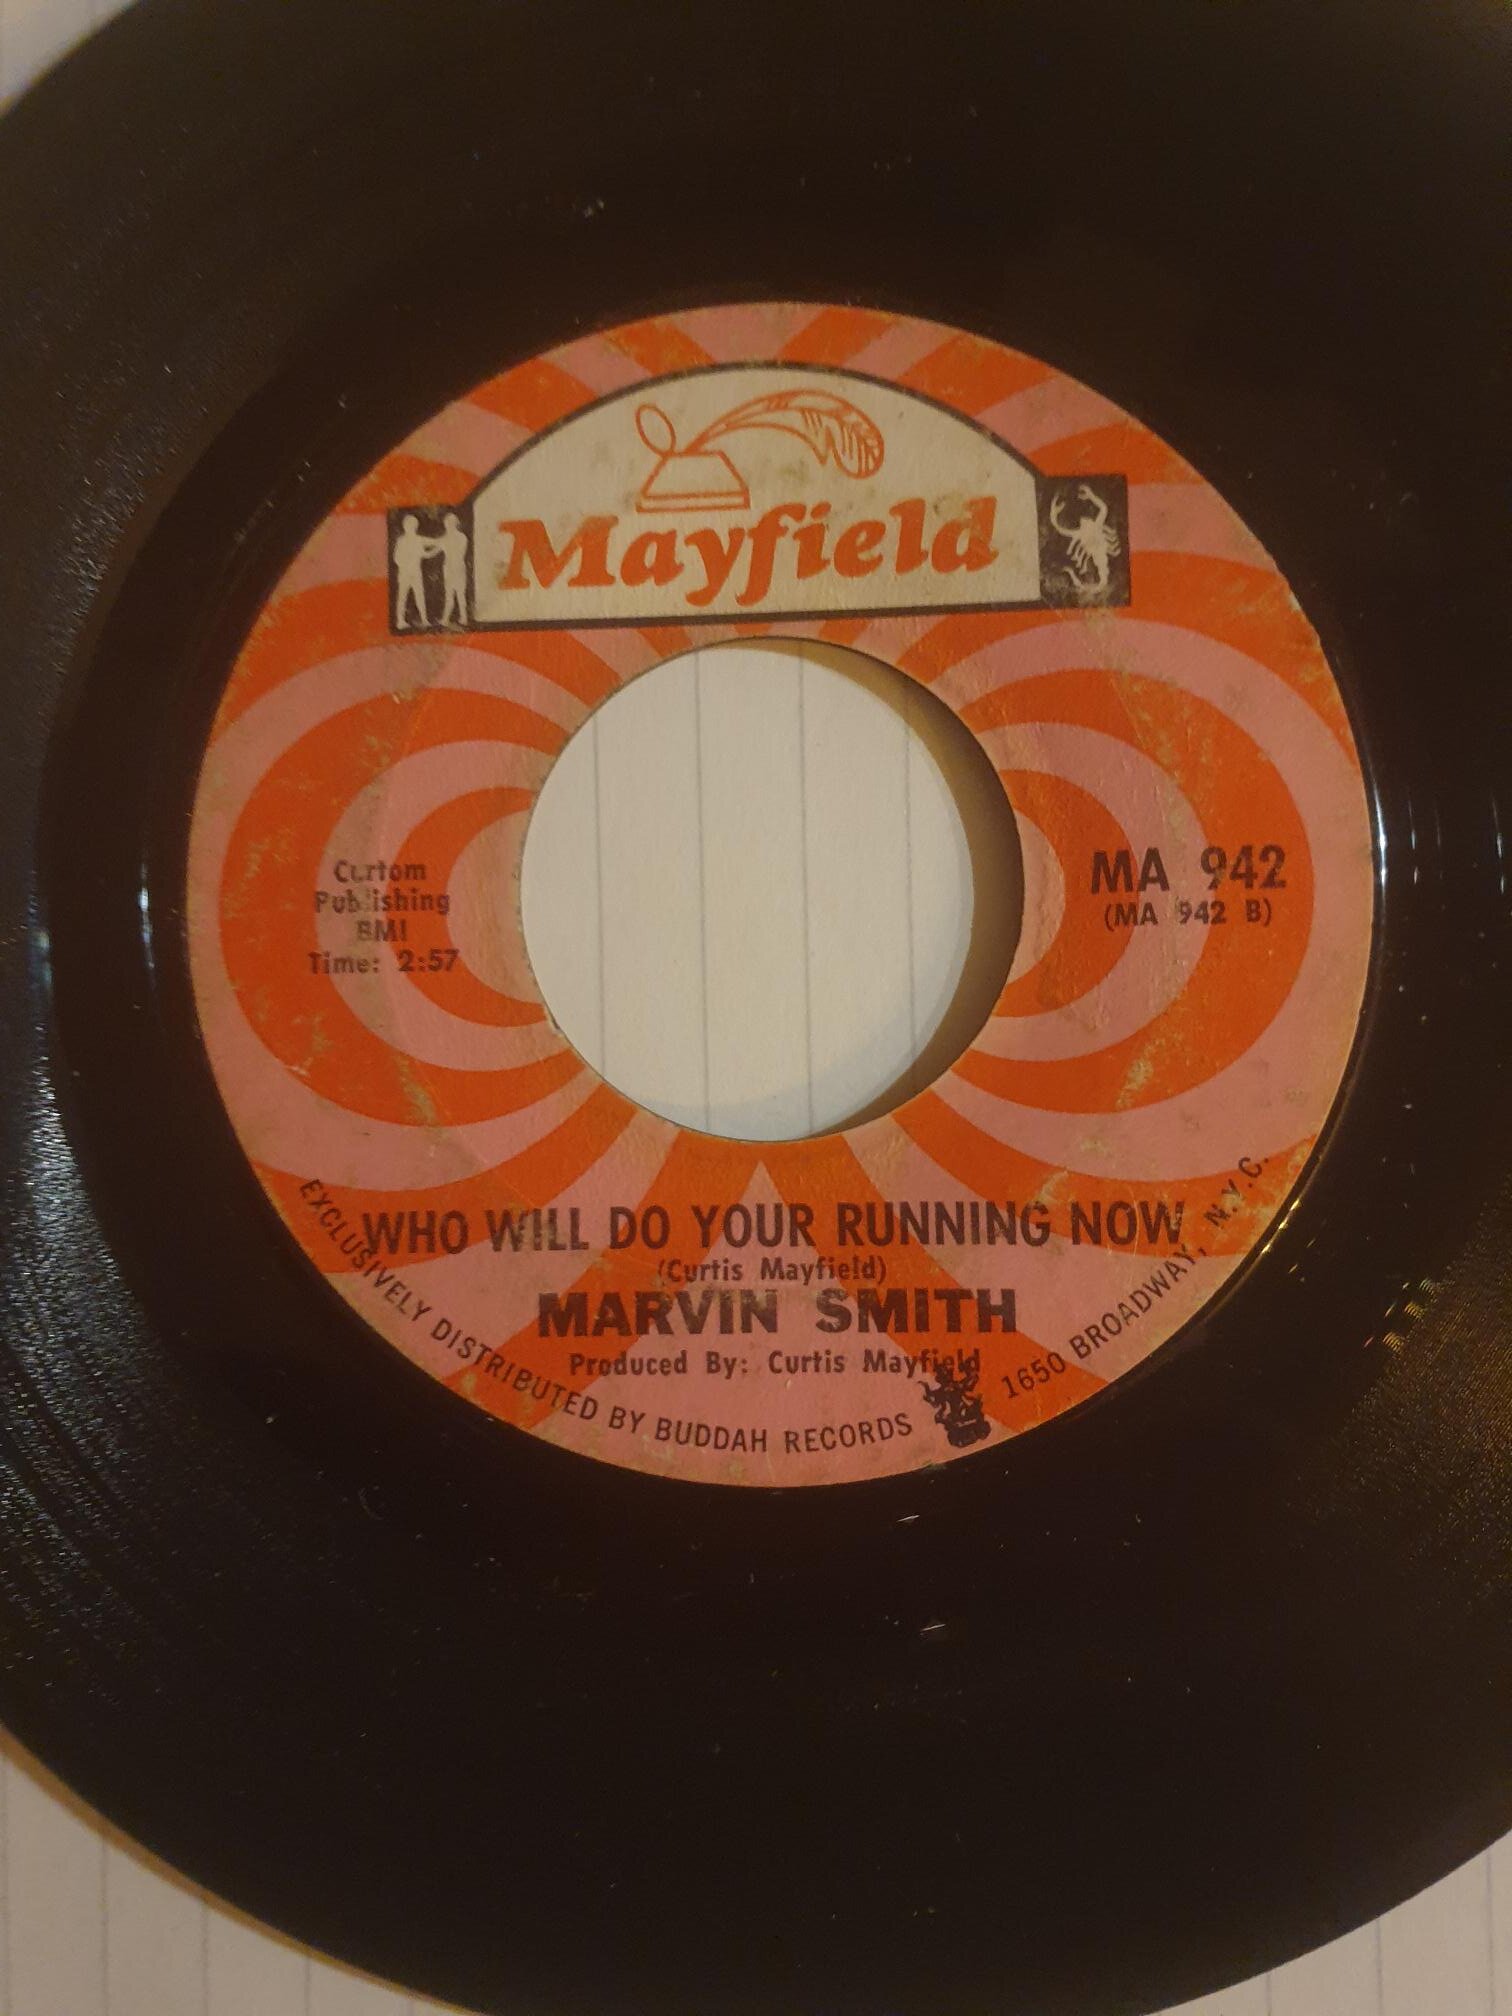 Mayfield
Curtom
Publishing
BMI
Time: 2:57
MA 942
(MA 942 B)
WHO WILL DO YOUR RUNNING NOW
(Curtis Mayfield)
MARVIN SMITH
Produced By: Curtis Mayfield
EXCLUSIVELY DISTRIBUTED BY BUDDAH RECORDS 1650 BROADWAY, N.Y.C.